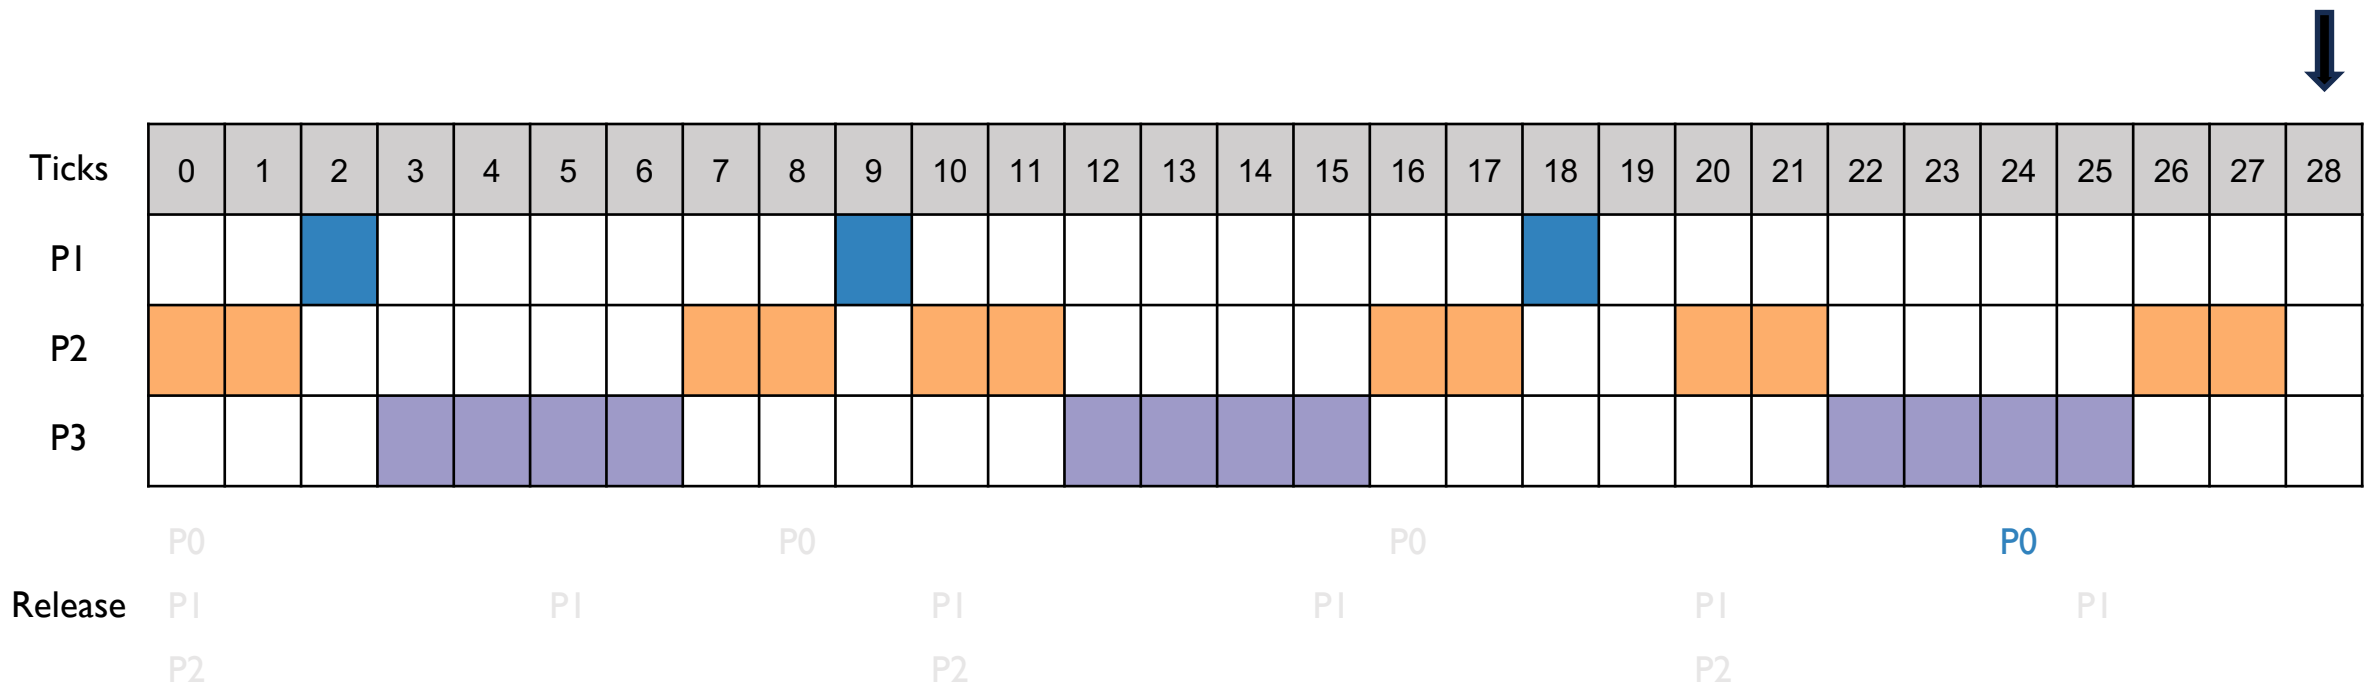 Ticks 0 1 2 3 4 5 6 7 8 9 10 11 12 13 14 15 16 17 18 19 20 21 22 23 24 25 26 27 28
P1
P2
P3
P0 P0 P0 P0
Release P1 P1 P1 P1 P1 P1
P2 P2 P2